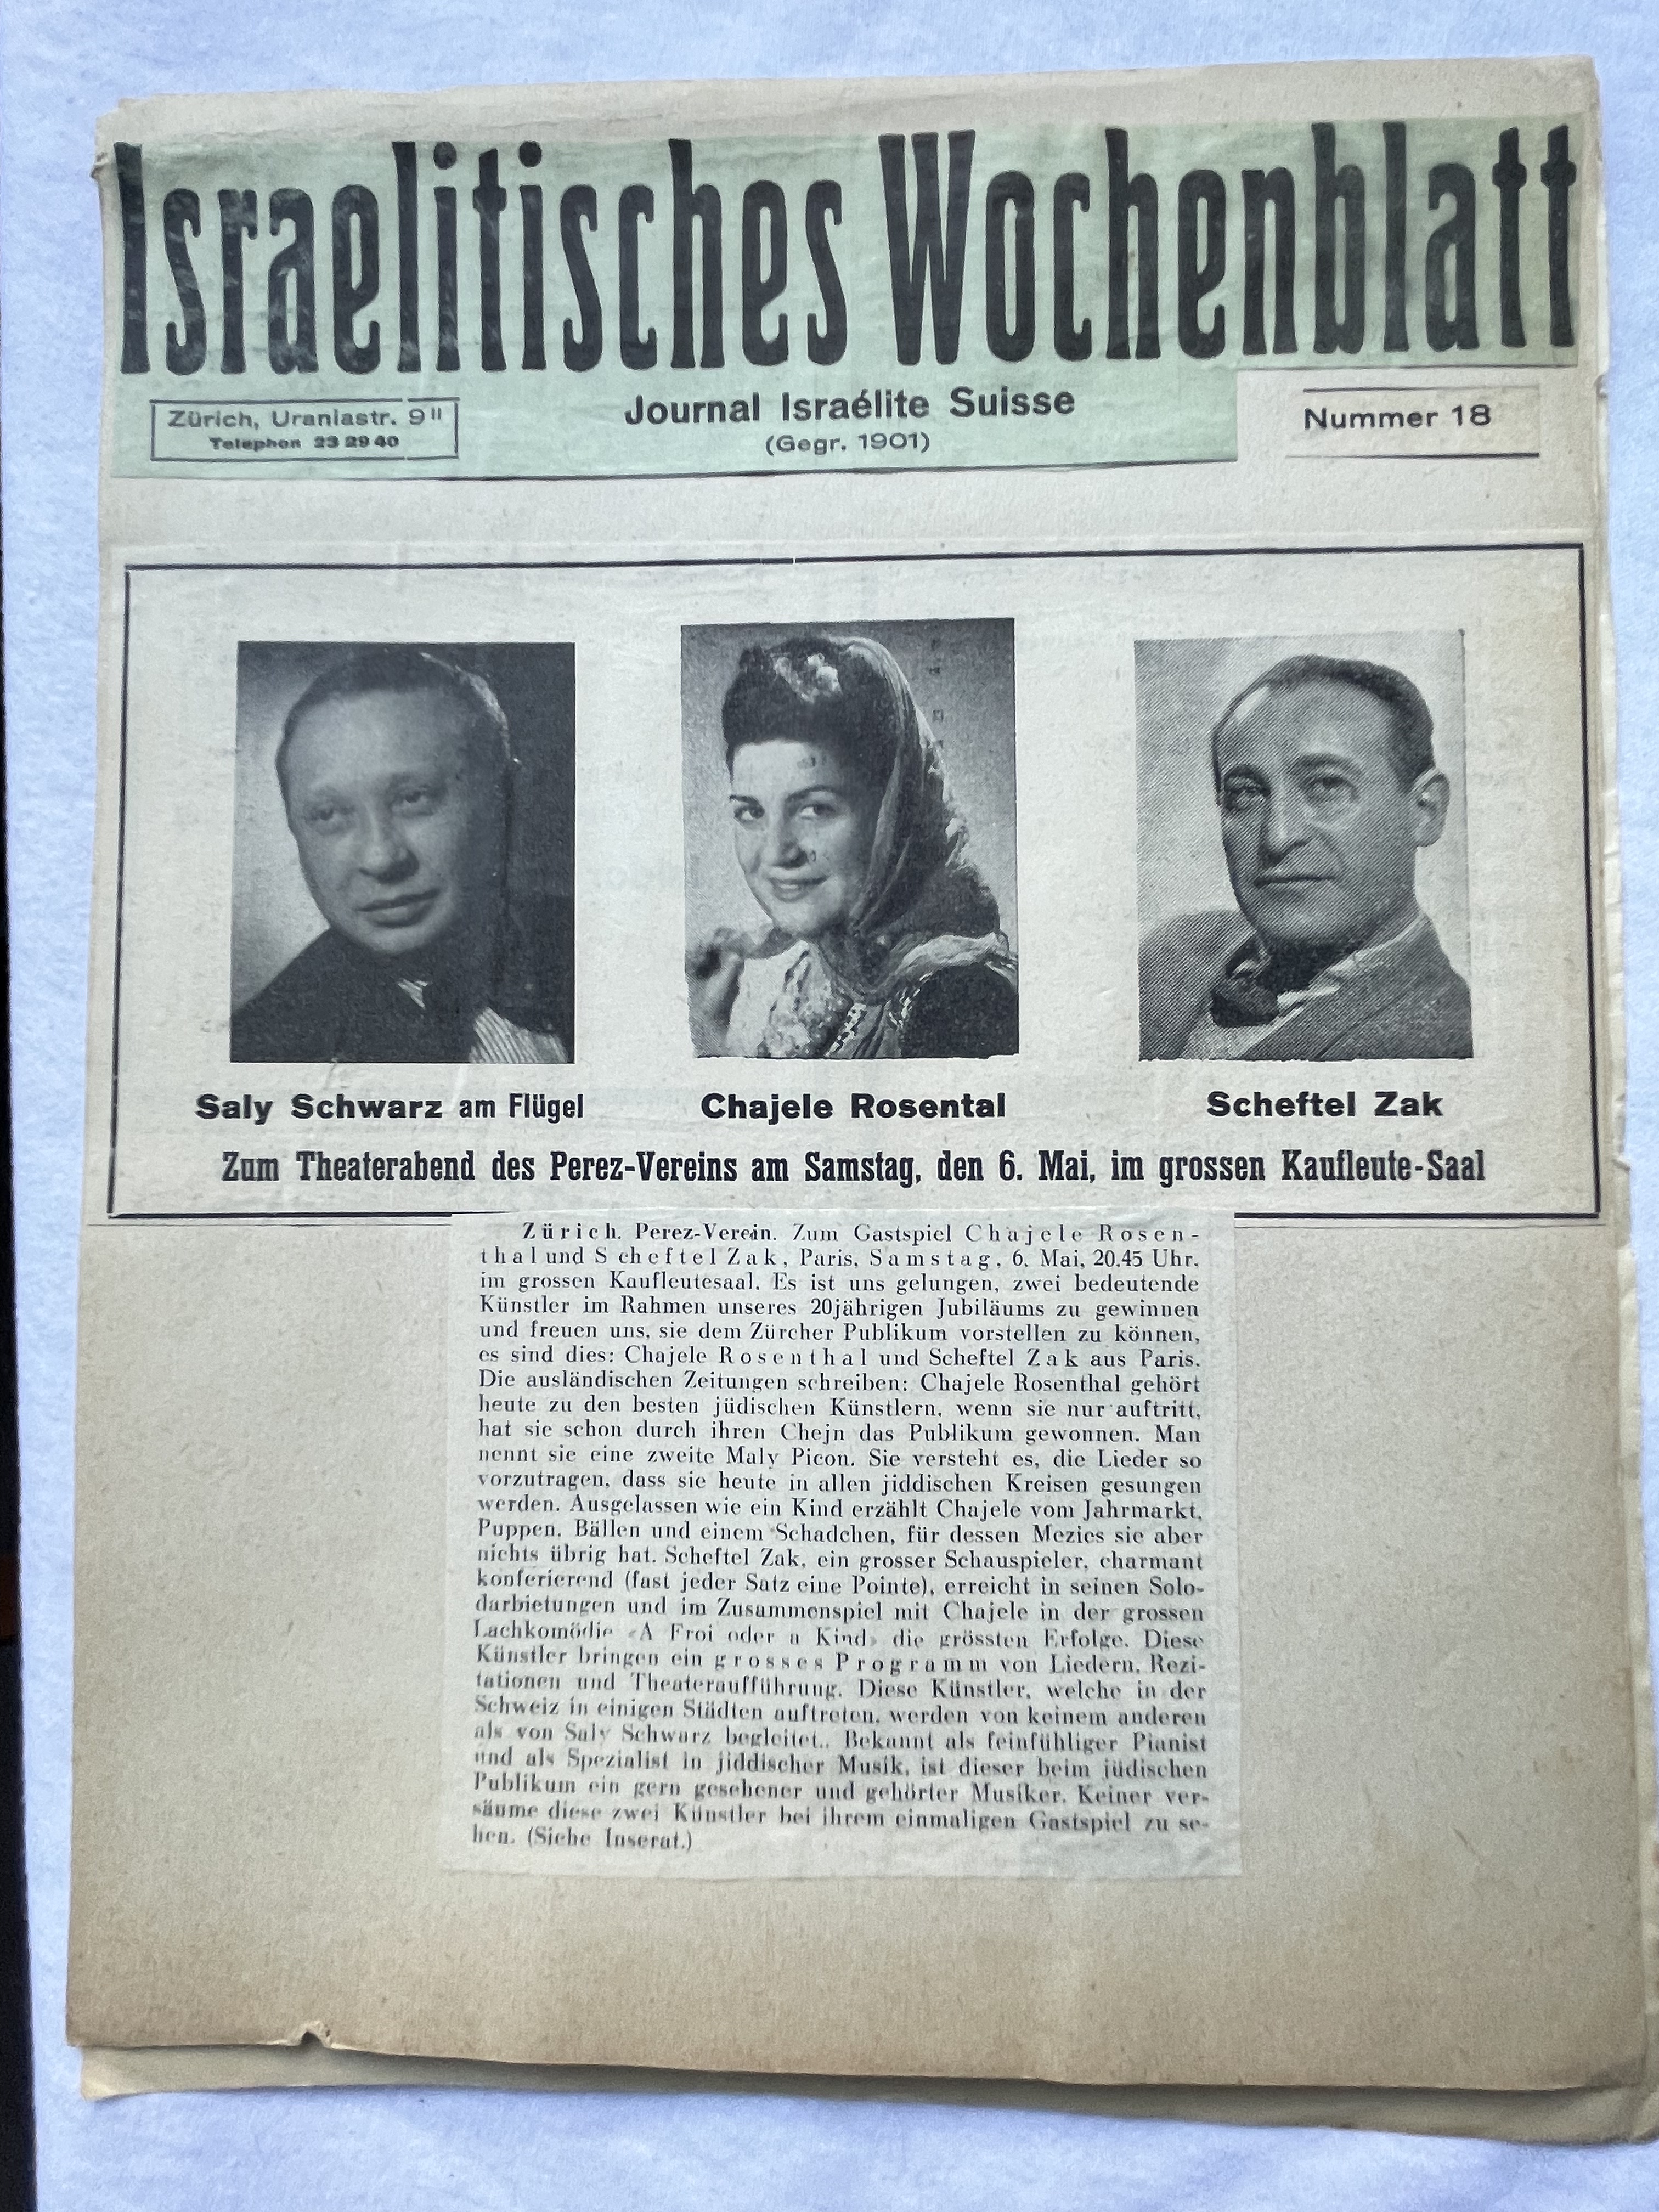 Israelitisches Wochenblatt
Zürich, Uraniastr. 9II
Telephon 23 29 40
Journal Israélite Suisse
(Gegr. 1901)
Nummer 18
Saly Schwarz am Flügel
Chajele Rosental
Scheftel Zak
Zum Theaterabend des Perez-Vereins am Samstag, den 6. Mai, im grossen Kaufleute-Saal
Zürich. Perez-Verein. Zum Gastspiel Chajele Rosen-
thal und Scheftel Zak, Paris, Samstag, 6. Mai, 20.45 Uhr,
im grossen Kaufleutesaal. Es ist uns gelungen, zwei bedeutende
Künstler im Rahmen unseres 20jährigen Jubiläums zu gewinnen
und freuen uns, sie dem Zürcher Publikum vorstellen zu können,
es sind dies: Chajele Rosenthal und Scheftel Zak aus Paris.
Die ausländischen Zeitungen schreiben: Chajele Rosenthal gehört
heute zu den besten jüdischen Künstlern, wenn sie nur auftritt,
hat sie schon durch ihren Chejn das Publikum gewonnen. Man
nennt sie eine zweite Maly Picon. Sie versteht es, die Lieder so
vorzutragen, dass sie heute in allen jiddischen Kreisen gesungen
werden. Ausgelassen wie ein Kind erzählt Chajele vom Jahrmarkt,
Puppen, Bällen und einem Schadchen, für dessen Mezies sie aber
nichts übrig hat. Scheftel Zak, ein grosser Schauspieler, charmant
konferierend (fast jeder Satz eine Pointe), erreicht in seinen Solo-
darbietungen und im Zusammenspiel mit Chajele in der grossen
Lachkomödie «A Froi oder a Kind» die grössten Erfolge. Diese
Künstler bringen ein grosses Programm von Liedern, Rezi-
tationen und Theateraufführung. Diese Künstler, welche in der
Schweiz in einigen Städten auftreten, werden von keinem anderen
als von Saly Schwarz begleitet.. Bekannt als feinfühliger Pianist
und als Spezialist in jiddischer Musik, ist dieser beim jüdischen
Publikum ein gern gesehener und gehörter Musiker. Keiner ver-
säume diese zwei Künstler bei ihrem einmaligen Gastspiel zu se-
hen. (Siehe Inserat.)